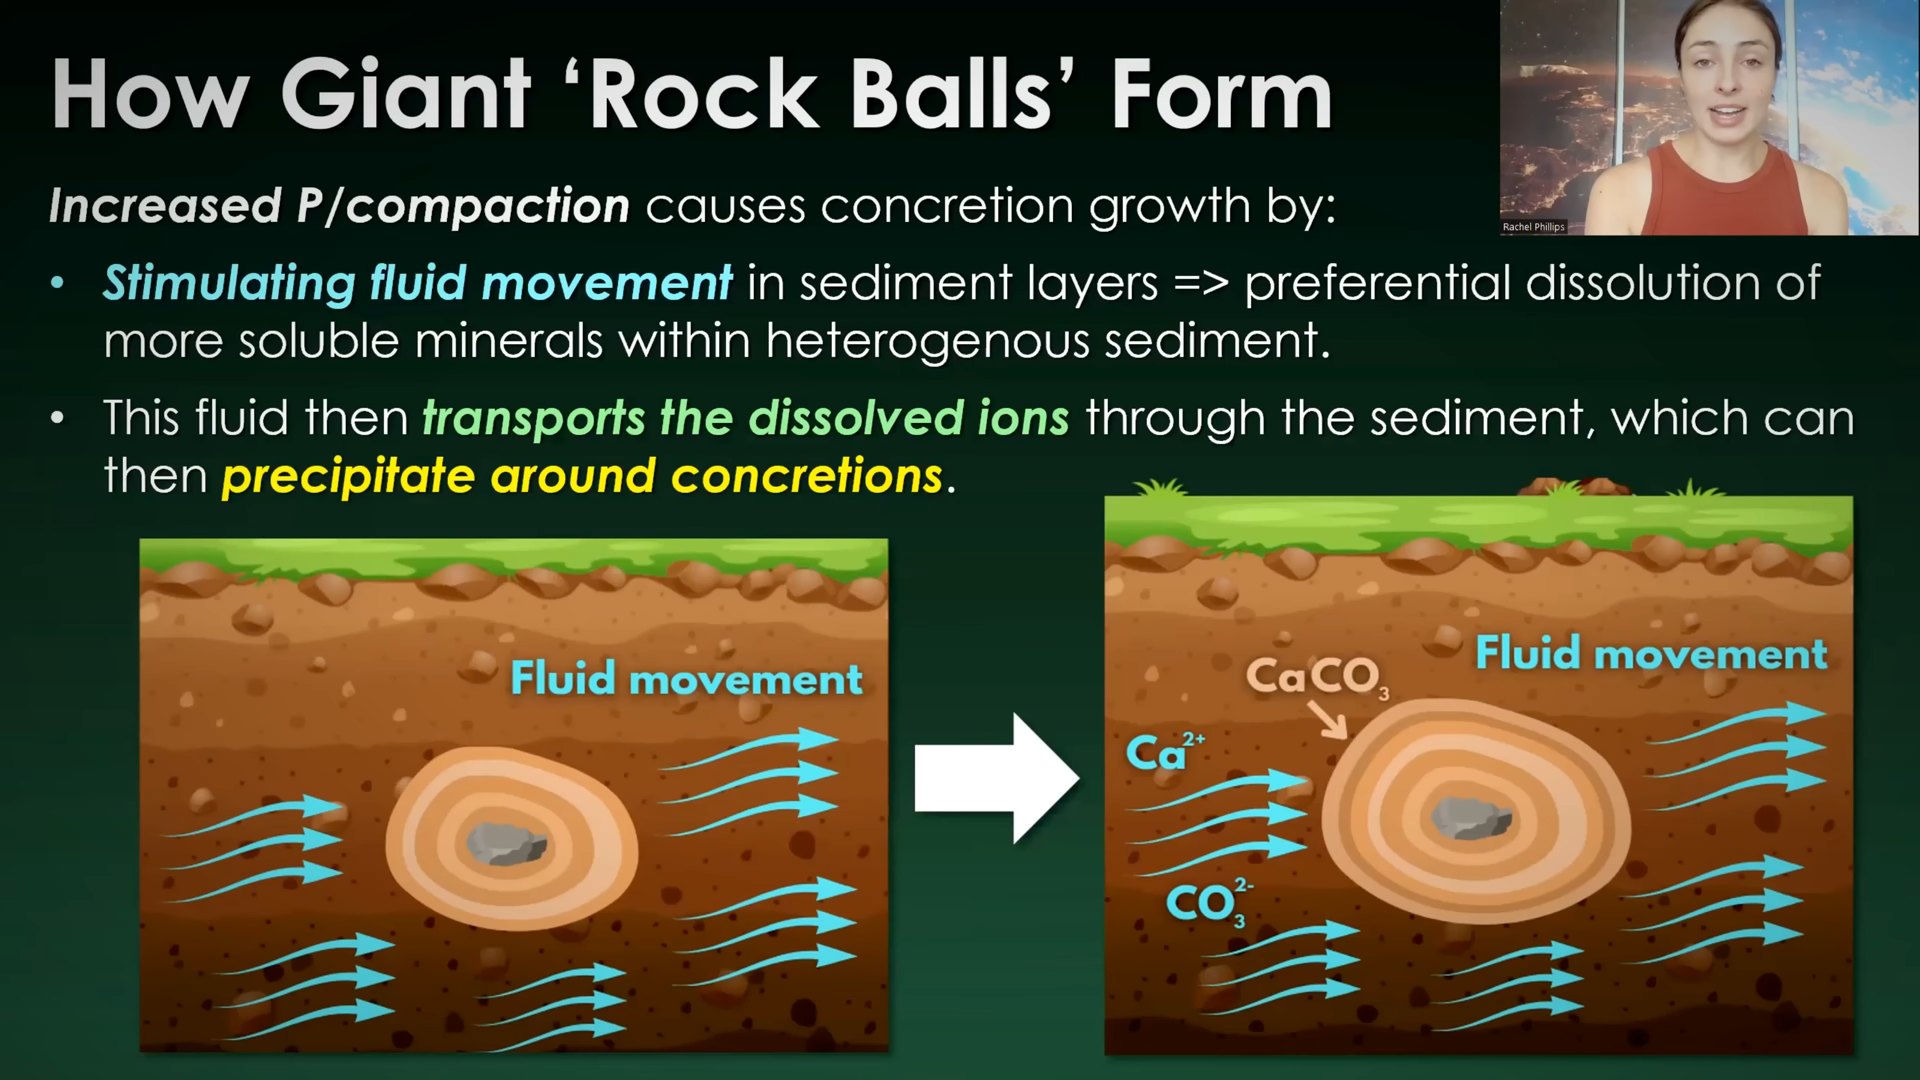 How Giant ‘Rock Balls’ Form
Rachel Phillips
Increased P/compaction causes concretion growth by:
• Stimulating fluid movement in sediment layers => preferential dissolution of
more soluble minerals within heterogenous sediment.
• This fluid then transports the dissolved ions through the sediment, which can
then precipitate around concretions.
Fluid movement
Fluid movement
CaCO₃
Ca²⁺
CO₃²⁻